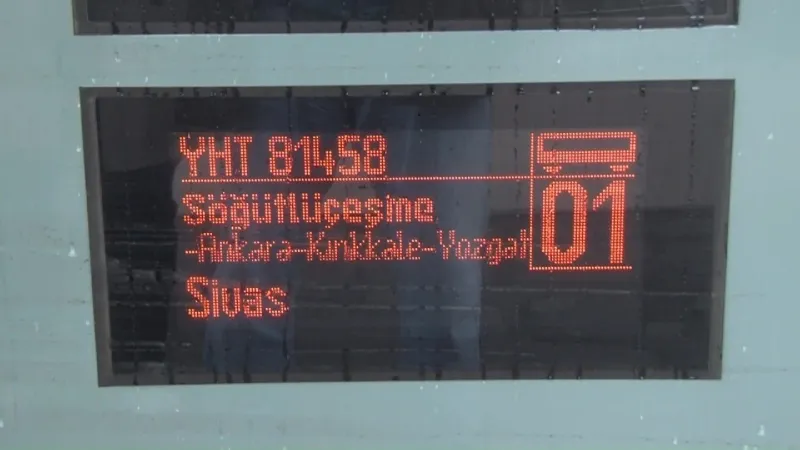 YHT 81458
Söğütlüçeşme
-Ankara-Kırıkkale-Yozgat
01
Sivas